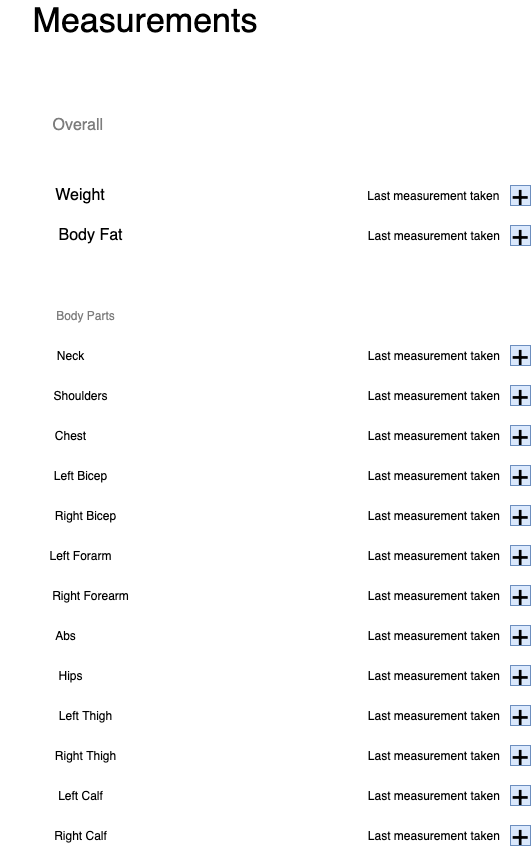 Measurements
Overall
Weight Last measurement taken +
Body Fat Last measurement taken +
Body Parts
Neck Last measurement taken +
Shoulders Last measurement taken +
Chest Last measurement taken +
Left Bicep Last measurement taken +
Right Bicep Last measurement taken +
Left Forarm Last measurement taken +
Right Forearm Last measurement taken +
Abs Last measurement taken +
Hips Last measurement taken +
Left Thigh Last measurement taken +
Right Thigh Last measurement taken +
Left Calf Last measurement taken +
Right Calf Last measurement taken +